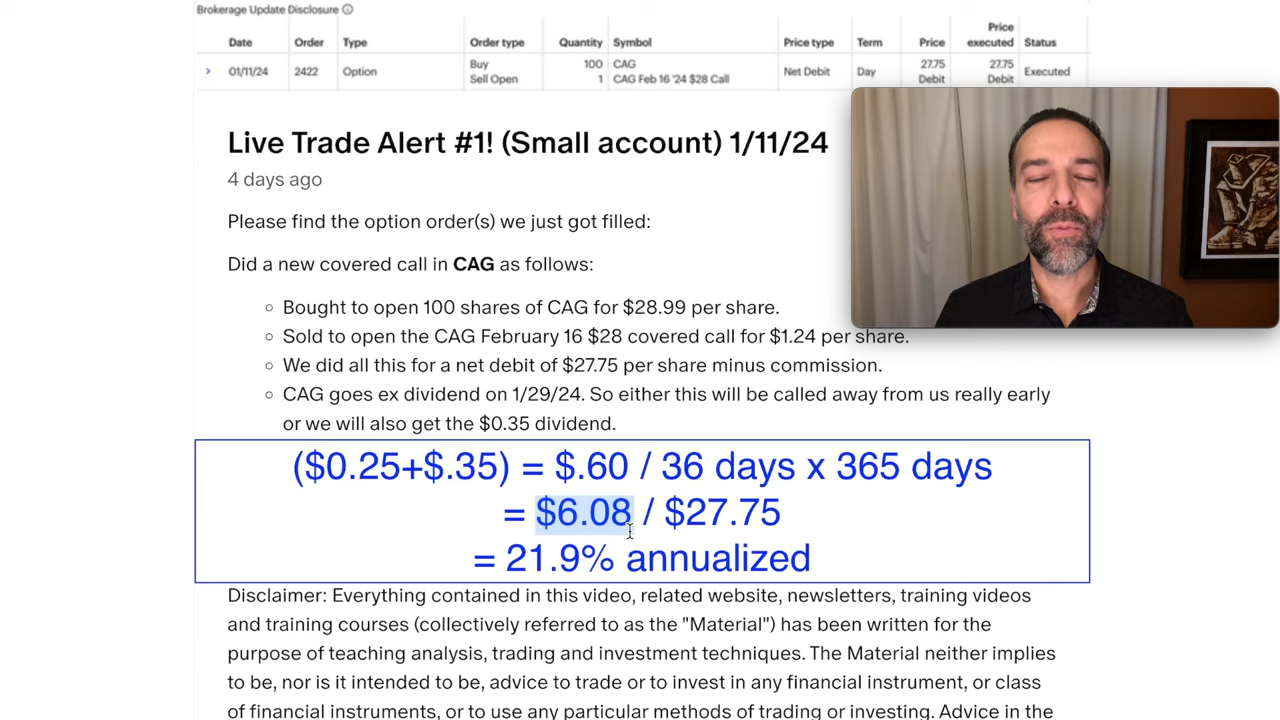 Brokerage Update Disclosure
Date Order Type Order type Quantity Symbol Price type Term Price Price executed Status
> 01/11/24 2422 Option Buy 100 CAG Net Debit Day 27.75 27.75 Executed
Sell Open 1 CAG Feb 16 '24 $28 Call Debit Debit
Live Trade Alert #1! (Small account) 1/11/24
4 days ago
Please find the option order(s) we just got filled:
Did a new covered call in CAG as follows:
Bought to open 100 shares of CAG for $28.99 per share.
Sold to open the CAG February 16 $28 covered call for $1.24 per share.
We did all this for a net debit of $27.75 per share minus commission.
CAG goes ex dividend on 1/29/24. So either this will be called away from us really early
or we will also get the $0.35 dividend.
($0.25+$.35) = $.60 / 36 days x 365 days
= $6.08 / $27.75
= 21.9% annualized
Disclaimer: Everything contained in this video, related website, newsletters, training videos
and training courses (collectively referred to as the "Material") has been written for the
purpose of teaching analysis, trading and investment techniques. The Material neither implies
to be, nor is it intended to be, advice to trade or to invest in any financial instrument, or class
of financial instruments, or to use any particular methods of trading or investing. Advice in the